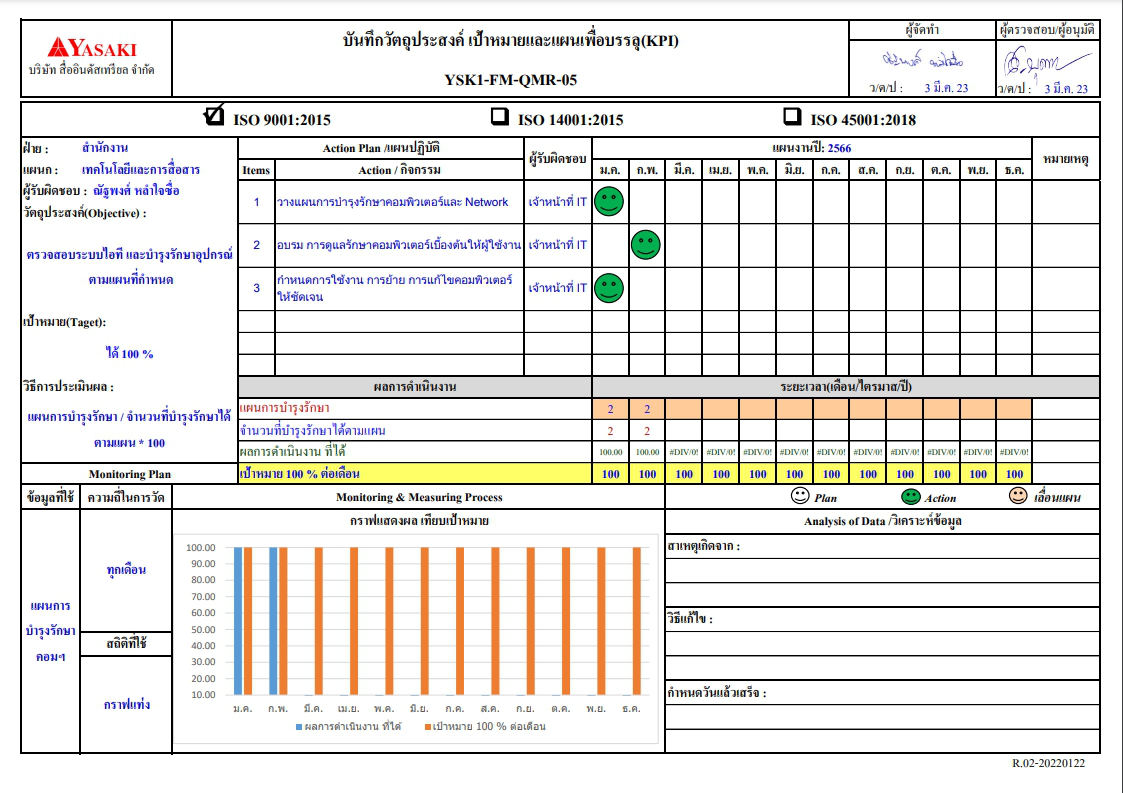 YASAKI
บริษัท สื่ออินดัสเทรียล จำกัด
บันทึกวัตถุประสงค์ เป้าหมายและแผนเพื่อบรรลุ(KPI)
YSK1-FM-QMR-05
ผู้จัดทำ
ว/ด/ป : 3 มี.ค. 23
ผู้ตรวจสอบ/ผู้อนุมัติ
ว/ด/ป : 3 มี.ค. 23
ISO 9001:2015 ISO 14001:2015 ISO 45001:2018
ฝ่าย : สำนักงาน
แผนก : เทคโนโลยีและการสื่อสาร
ผู้รับผิดชอบ : ณัฐพงศ์ หลำใจซื่อ
วัตถุประสงค์(Objective) :
ตรวจสอบระบบไอที และบำรุงรักษาอุปกรณ์
ตามแผนที่กำหนด
เป้าหมาย(Taget):
ได้ 100 %
วิธีการประเมินผล :
แผนการบำรุงรักษา / จำนวนที่บำรุงรักษาได้
ตามแผน * 100
Action Plan /แผนปฏิบัติ ผู้รับผิดชอบ แผนงานปี: 2566 หมายเหตุ
Items Action / กิจกรรม ม.ค. ก.พ. มี.ค. เม.ย. พ.ค. มิ.ย. ก.ค. ส.ค. ก.ย. ต.ค. พ.ย. ธ.ค.
1 วางแผนการบำรุงรักษาคอมพิวเตอร์และ Network เจ้าหน้าที่ IT
2 อบรม การดูแลรักษาคอมพิวเตอร์เบื้องต้นให้ผู้ใช้งาน เจ้าหน้าที่ IT
3 กำหนดการใช้งาน การย้าย การแก้ไขคอมพิวเตอร์
ให้ชัดเจน เจ้าหน้าที่ IT
ผลการดำเนินงาน ระยะเวลา(เดือน/ไตรมาส/ปี)
แผนการบำรุงรักษา 2 2
จำนวนที่บำรุงรักษาได้ตามแผน 2 2
ผลการดำเนินงาน ที่ได้ 100.00 100.00 #DIV/0! #DIV/0! #DIV/0! #DIV/0! #DIV/0! #DIV/0! #DIV/0! #DIV/0! #DIV/0! #DIV/0!
Monitoring Plan เป้าหมาย 100 % ต่อเดือน 100 100 100 100 100 100 100 100 100 100 100 100
ข้อมูลที่ใช้ ความถี่ในการวัด Monitoring & Measuring Process Plan Action เลื่อนแผน
แผนการ
บำรุงรักษา
คอมฯ
ทุกเดือน
สถิติที่ใช้
กราฟแท่ง
กราฟแสดงผล เทียบเป้าหมาย
100.00
90.00
80.00
70.00
60.00
50.00
40.00
30.00
20.00
10.00
ม.ค. ก.พ. มี.ค. เม.ย. พ.ค. มิ.ย. ก.ค. ส.ค. ก.ย. ต.ค. พ.ย. ธ.ค.
ผลการดำเนินงาน ที่ได้ เป้าหมาย 100 % ต่อเดือน
Analysis of Data /วิเคราะห์ข้อมูล
สาเหตุเกิดจาก :
วิธีแก้ไข :
กำหนดวันแล้วเสร็จ :
R.02-20220122